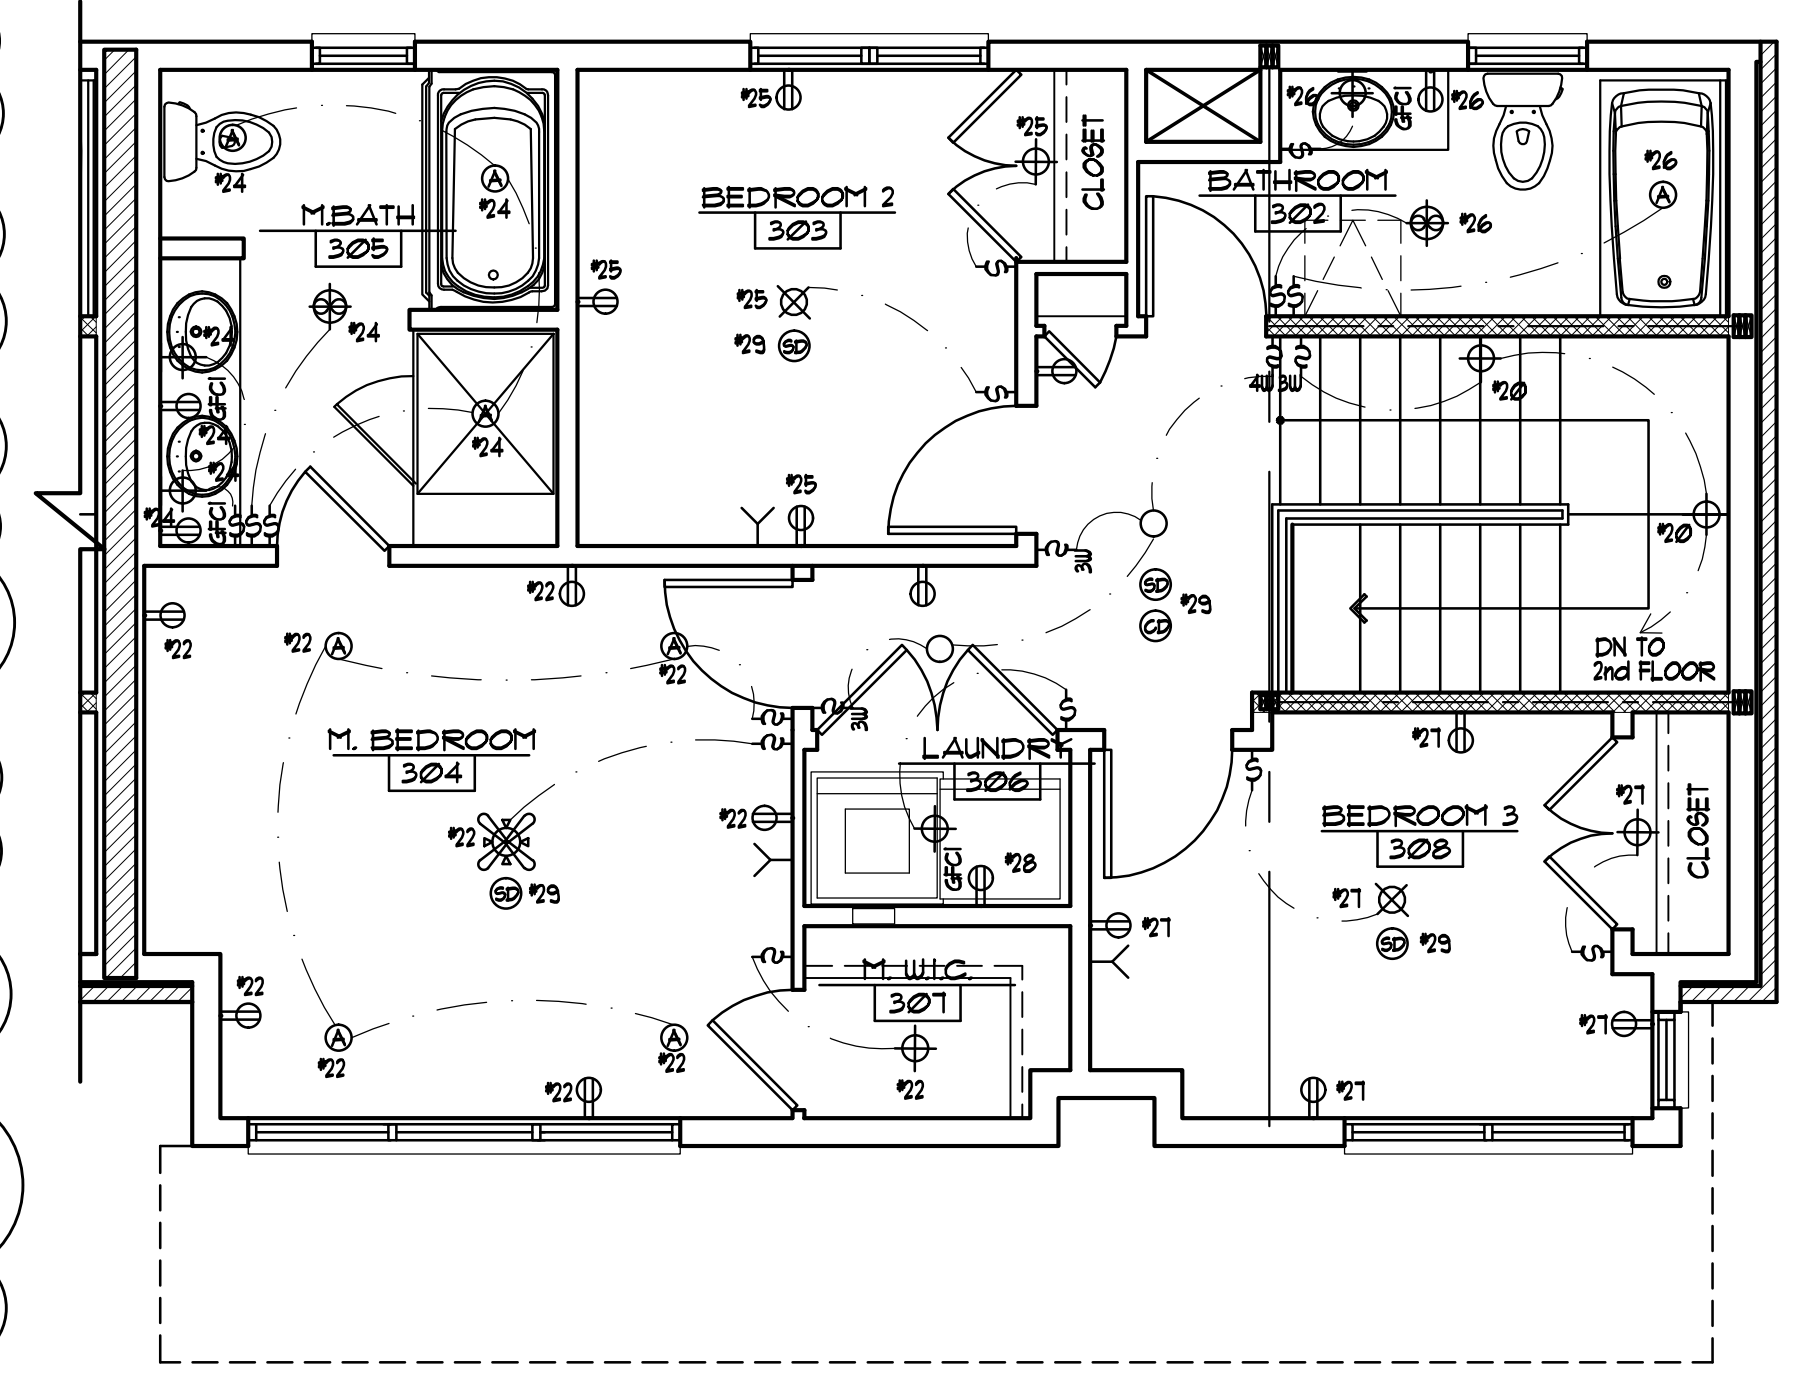 #25
#26
GFCI
#26
#25
CLOSET
#26
A
#24
A
#24
BATHROOM
302
#26
A
BEDROOM 2
303
M.BATH
305
S
S
#25
#24
#25
#29
SD
S S
#24
S S
4W 3W
#20
GFCI
S
#24
A
#24
#24
#25
#24
GFCI
S S S
#20
S
3W
SD
#29
CD
#22
#22
#22
A
A
#22
DN TO
2nd FLOOR
S
3W
S
S
S
M. BEDROOM
304
LAUNDRY
306
#27
S
#27
BEDROOM 3
308
CLOSET
#22
#22
GFCI
#28
SD
#29
#27
#27
SD
#29
S
S
M. W.I.C.
307
#22
#27
A
#22
A
#22
#22
#22
#27